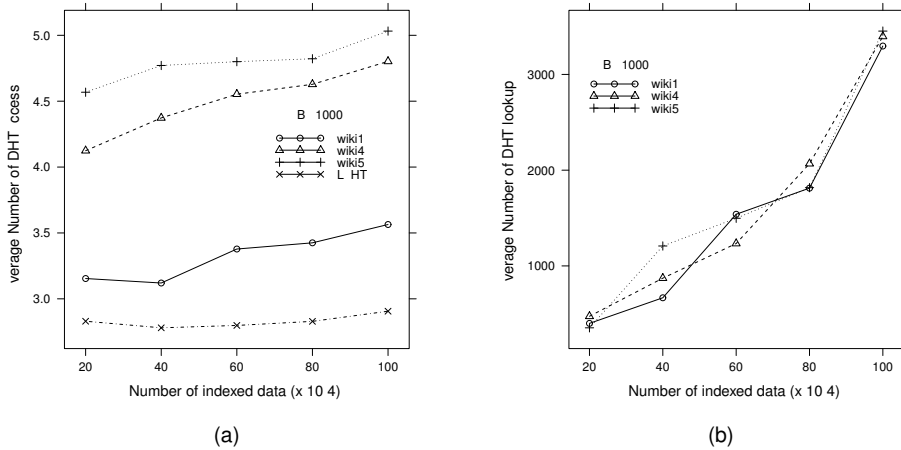 verage Number of DHT ccess
5.0
4.5
4.0
3.5
3.0
B 1000
wiki1
wiki4
wiki5
L HT
20 40 60 80 100
Number of indexed data (x 10 4)
(a)
verage Number of DHT lookup
3000
2000
1000
B 1000
wiki1
wiki4
wiki5
20 40 60 80 100
Number of indexed data (x 10 4)
(b)